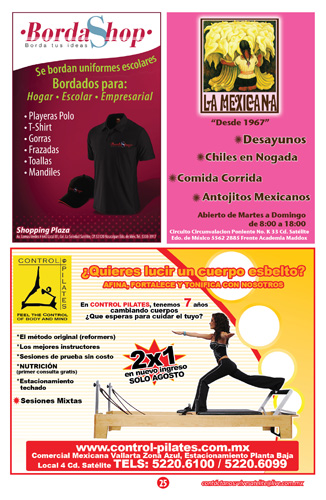 •BordaShop•
Borda tus ideas
Se bordan uniformes escolares
Bordados para:
Hogar • Escolar • Empresarial
• Playeras Polo
• T-Shirt
• Gorras
• Frazadas
• Toallas
• Mandiles
Shopping Plaza
LA MEXICANA
"Desde 1967"
Desayunos
Chiles en Nogada
Comida Corrida
Antojitos Mexicanos
Abierto de Martes a Domingo
de 8:00 a 18:00
Circuito Circunvalacion Poniente No. 8 33 Cd. Satélite
Edo. de México 5562 2885 Frente Academia Maddox
CONTROL PILATES
FEEL THE CONTROL
OF BODY AND MIND
¿Quieres lucir un cuerpo esbelto?
AFINA, FORTALECE Y TONIFICA CON NOSOTROS
En CONTROL PILATES, tenemos 7 años
cambiando cuerpos
¿Que esperas para cuidar el tuyo?
*El método original (reformers)
*Los mejores instructores
*Sesiones de prueba sin costo
*NUTRICIÓN
(primer consulta gratis)
*Estacionamiento
techado
Sesiones Mixtas
2x1
en nuevo ingreso
SOLO AGOSTO
www.control-pilates.com.mx
Comercial Mexicana Vallarta Zona Azul, Estacionamiento Planta Baja
Local 4 Cd. Satélite TELS: 5220.6100 / 5220.6099
25